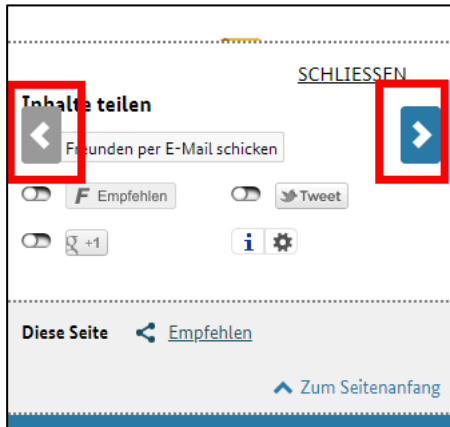 SCHLIESSEN
Inhalte teilen
Freunden per E-Mail schicken
F Empfehlen
Tweet
g +1
i
Diese Seite Empfehlen
Zum Seitenanfang